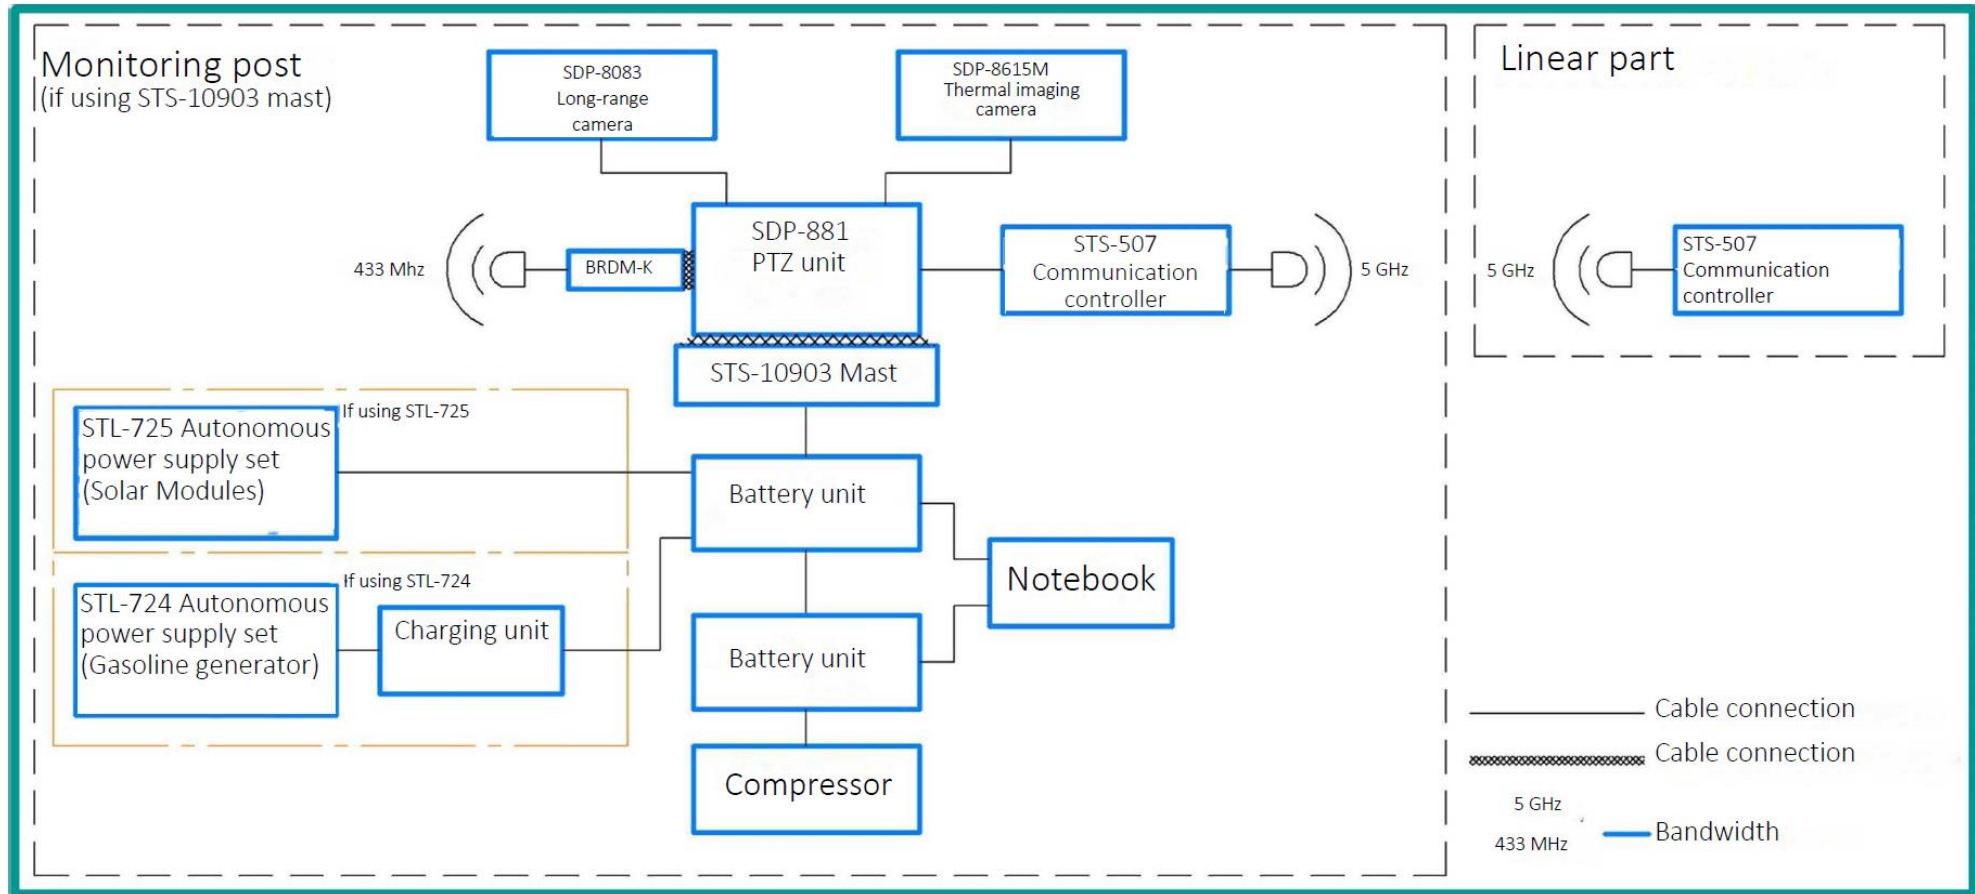 Monitoring post
(if using STS-10903 mast)
SDP-8083
Long-range
camera
SDP-8615M
Thermal imaging
camera
Linear part
433 Mhz
BRDM-K
SDP-881
PTZ unit
STS-507
Communication
controller
5 GHz
5 GHz
STS-507
Communication
controller
STS-10903 Mast
If using STL-725
STL-725 Autonomous
power supply set
(Solar Modules)
Battery unit
If using STL-724
STL-724 Autonomous
power supply set
(Gasoline generator)
Charging unit
Notebook
Battery unit
Compressor
Cable connection
Cable connection
5 GHz
433 MHz
Bandwidth